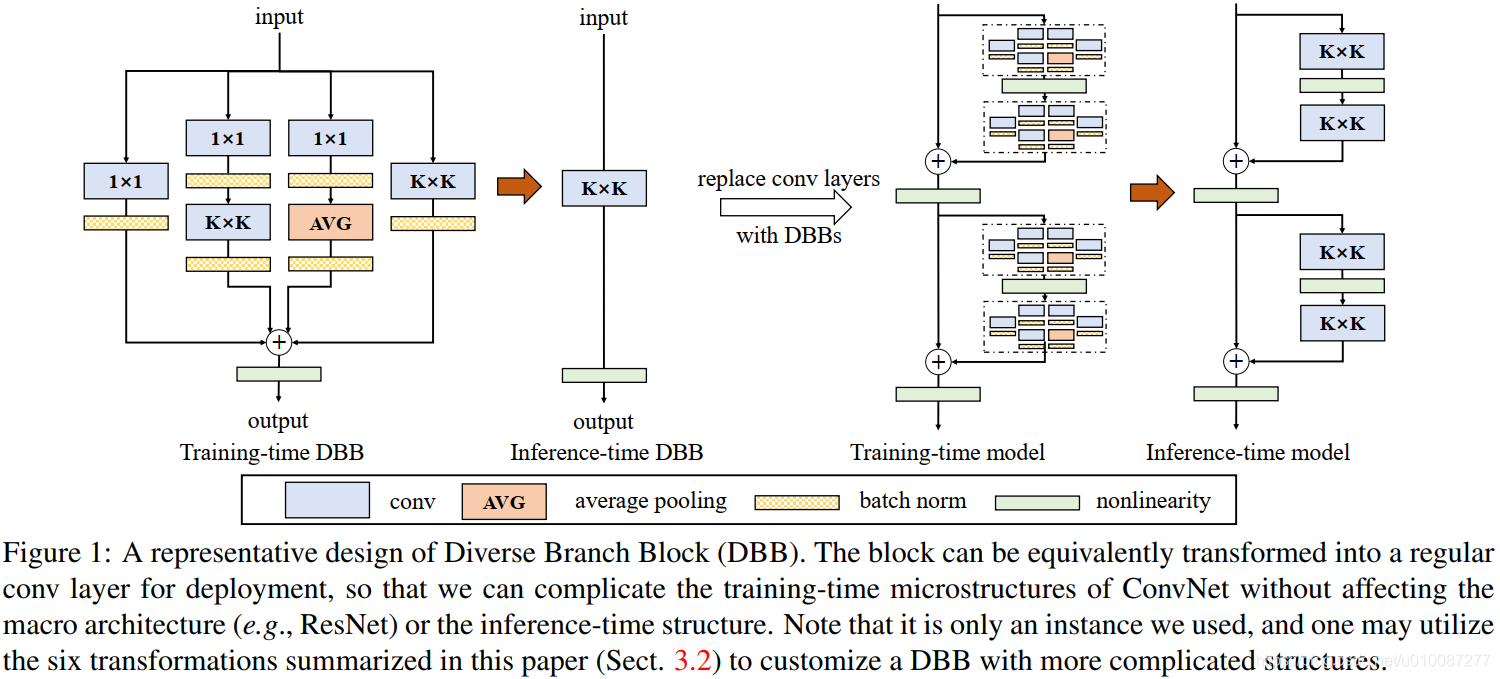 input
input
1×1
1×1
1×1
K×K
K×K
AVG
K×K
replace conv layers
with DBBs
K×K
K×K
K×K
K×K
output
output
Training-time DBB
Inference-time DBB
Training-time model
Inference-time model
conv
AVG
average pooling
batch norm
nonlinearity
Figure 1: A representative design of Diverse Branch Block (DBB). The block can be equivalently transformed into a regular
conv layer for deployment, so that we can complicate the training-time microstructures of ConvNet without affecting the
macro architecture (e.g., ResNet) or the inference-time structure. Note that it is only an instance we used, and one may utilize
the six transformations summarized in this paper (Sect. 3.2) to customize a DBB with more complicated structures.